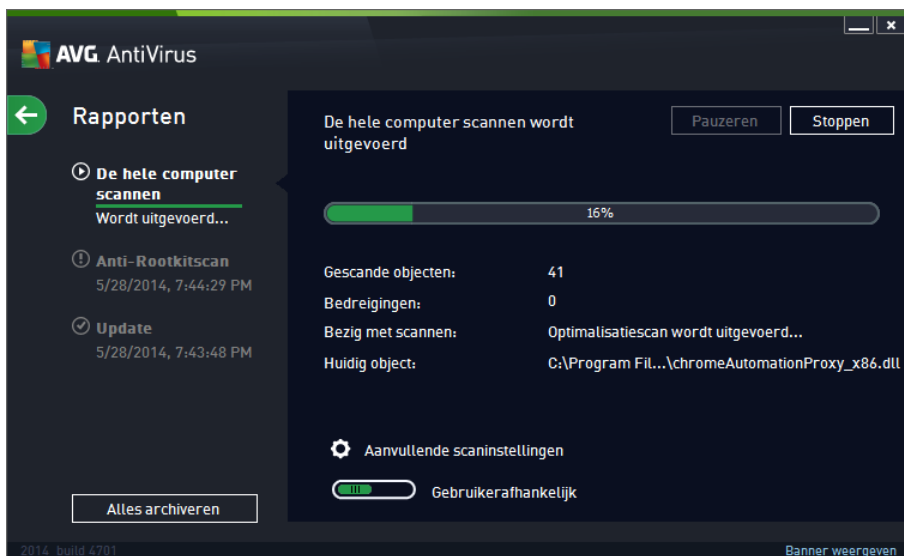 AVG. AntiVirus
Rapporten
De hele computer
scannen
Wordt uitgevoerd...
Anti-Rootkitscan
5/28/2014, 7:44:29 PM
Update
5/28/2014, 7:43:48 PM
Alles archiveren
De hele computer scannen wordt
uitgevoerd
Pauzeren
Stoppen
16%
Gescande objecten: 41
Bedreigingen: 0
Bezig met scannen: Optimalisatiescan wordt uitgevoerd...
Huidig object: C:\Program Fil...\chromeAutomationProxy_x86.dll
Aanvullende scaninstellingen
Gebruikerafhankelijk
2014 build 4701
Banner weergeven